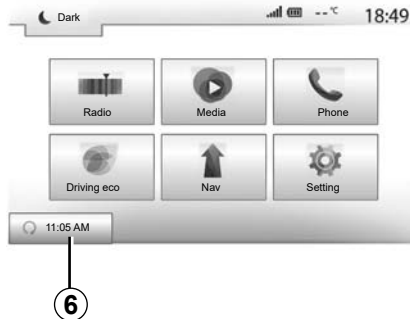 Dark
--°C 18:49
Radio Media Phone
Driving eco Nav Setting
11:05 AM
6